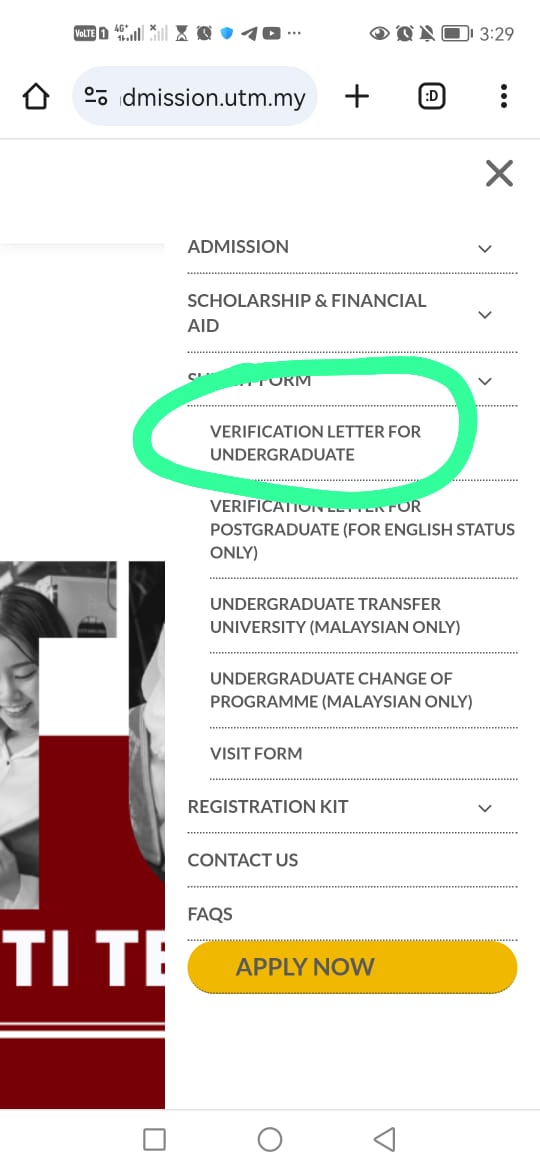 VoLTE 1 4G+ 3:29
dmission.utm.my
:D
ADMISSION
SCHOLARSHIP & FINANCIAL
AID
FORM
VERIFICATION LETTER FOR
UNDERGRADUATE
VERIFICATION LETTER FOR
POSTGRADUATE (FOR ENGLISH STATUS
ONLY)
UNDERGRADUATE TRANSFER
UNIVERSITY (MALAYSIAN ONLY)
UNDERGRADUATE CHANGE OF
PROGRAMME (MALAYSIAN ONLY)
VISIT FORM
REGISTRATION KIT
CONTACT US
FAQS
TI TE
APPLY NOW